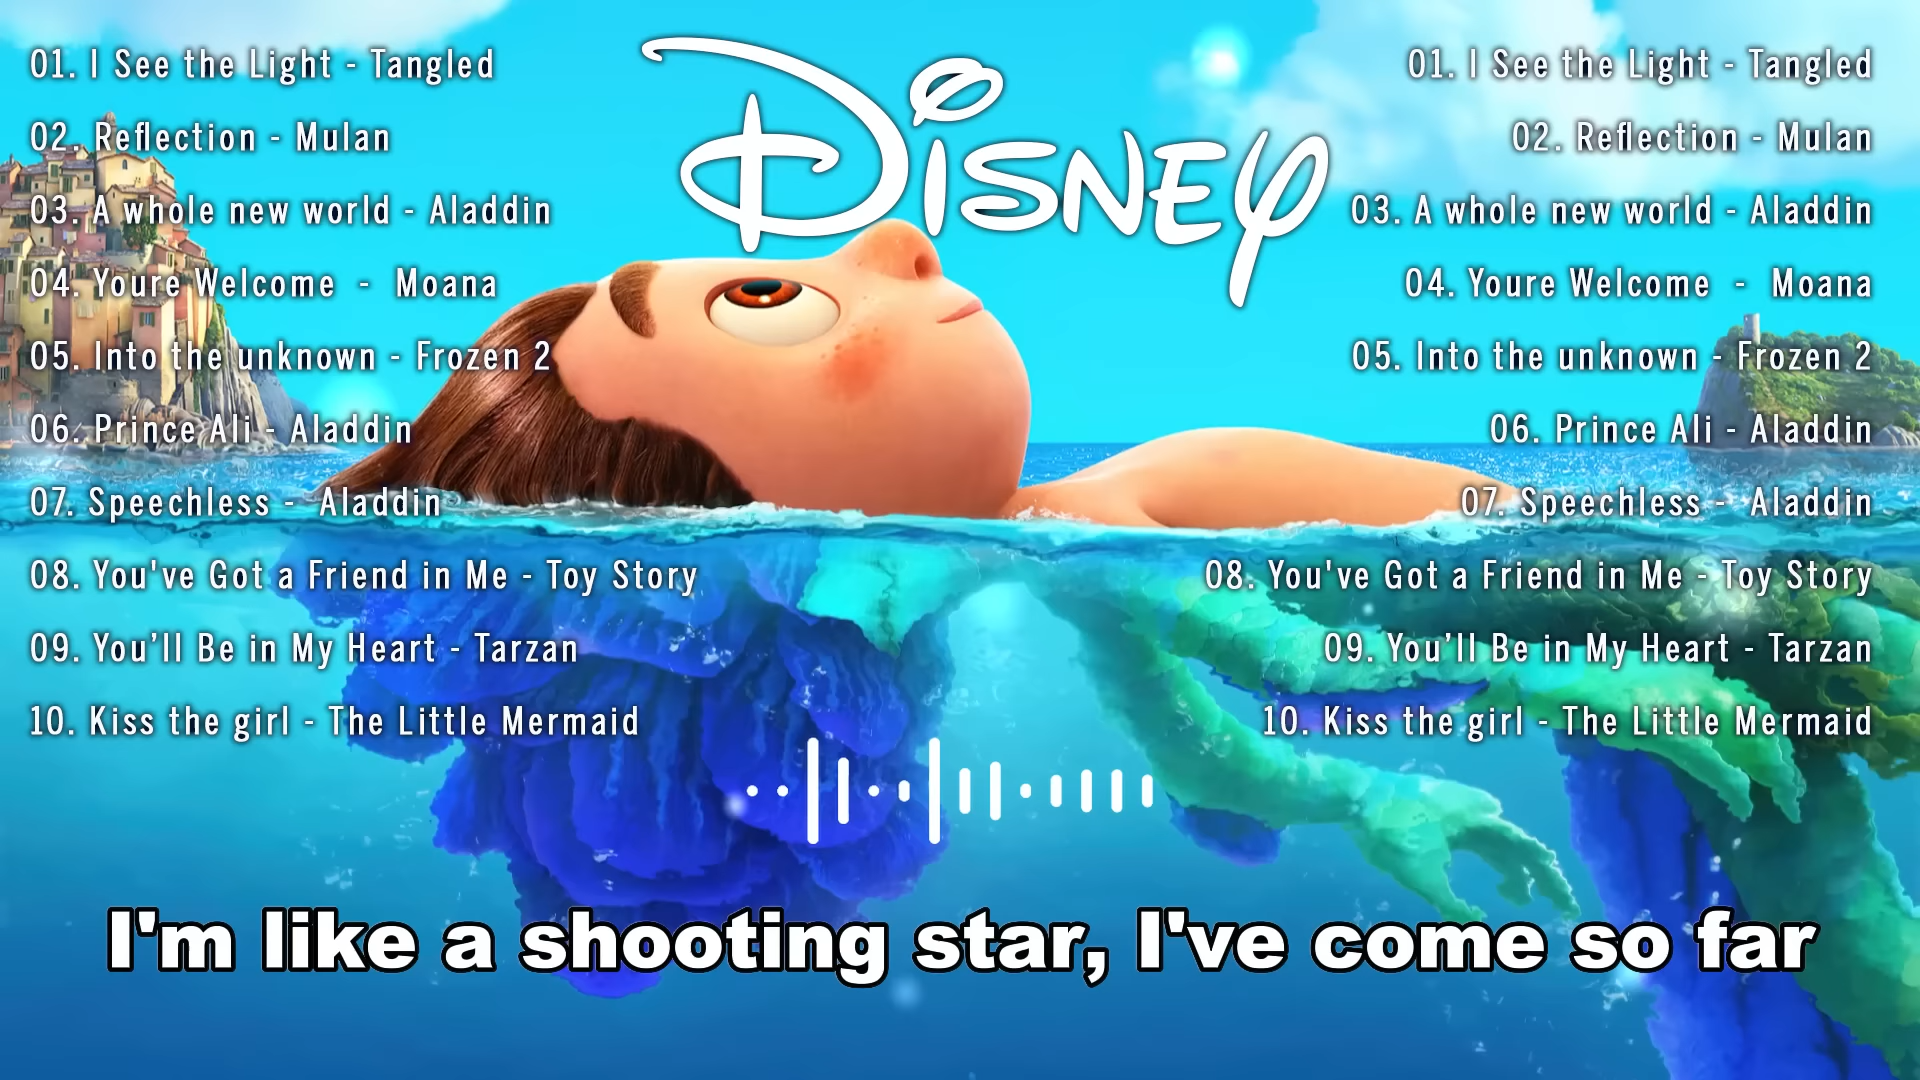 Disney
01. I See the Light - Tangled
02. Reflection - Mulan
03. A whole new world - Aladdin
04. Youre Welcome - Moana
05. Into the unknown - Frozen 2
06. Prince Ali - Aladdin
07. Speechless - Aladdin
08. You've Got a Friend in Me - Toy Story
09. You’ll Be in My Heart - Tarzan
10. Kiss the girl - The Little Mermaid
01. I See the Light - Tangled
02. Reflection - Mulan
03. A whole new world - Aladdin
04. Youre Welcome - Moana
05. Into the unknown - Frozen 2
06. Prince Ali - Aladdin
07. Speechless - Aladdin
08. You've Got a Friend in Me - Toy Story
09. You’ll Be in My Heart - Tarzan
10. Kiss the girl - The Little Mermaid
I'm like a shooting star, I've come so far